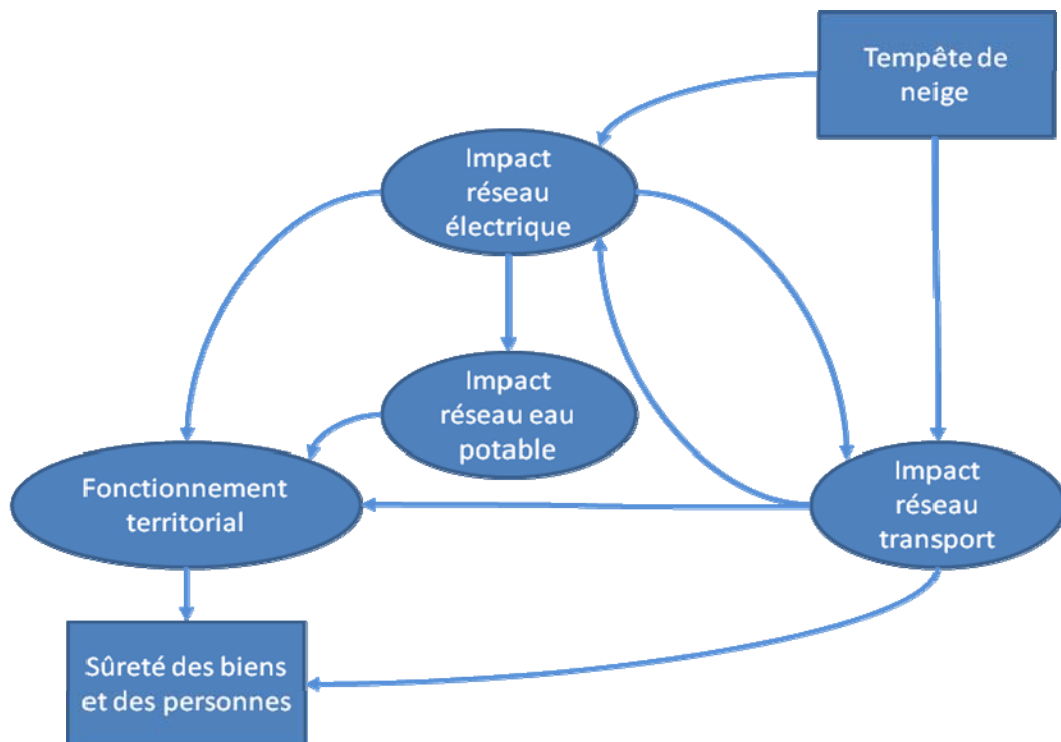 Tempête de
neige
Impact
réseau
électrique
Impact
réseau eau
potable
Fonctionnement
territorial
Impact
réseau
transport
Sûreté des biens
et des personnes